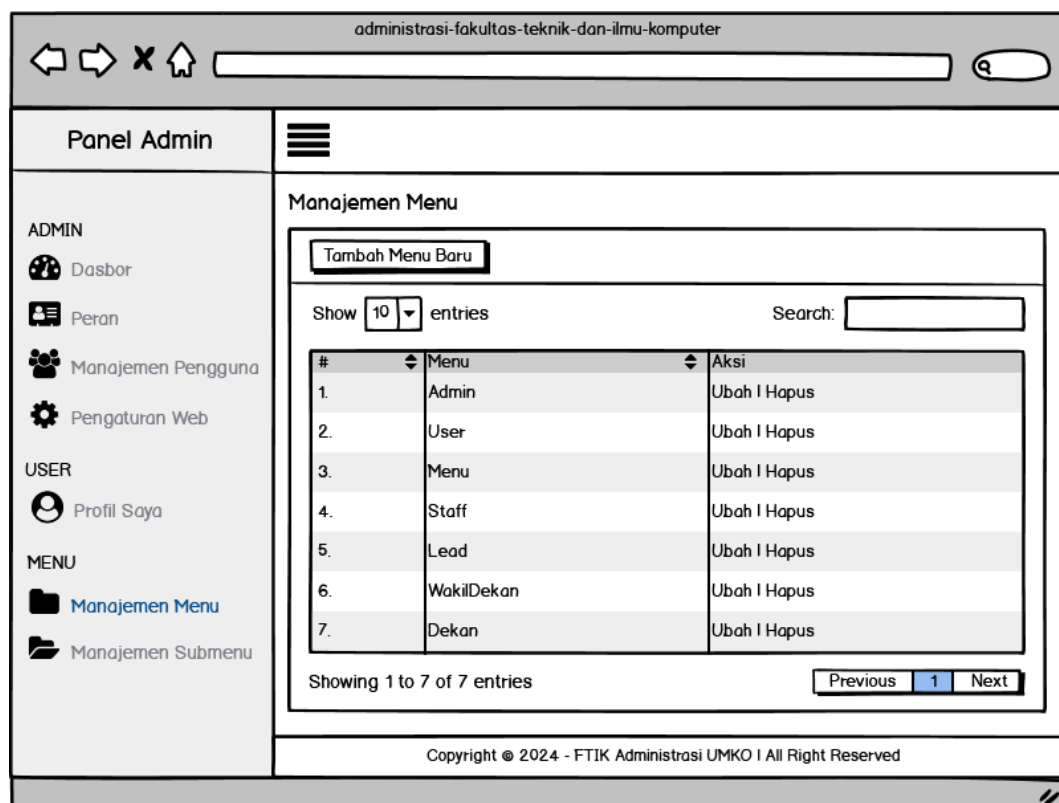 administrasi-fakultas-teknik-dan-ilmu-komputer
Panel Admin
ADMIN
Dasbor
Peran
Manajemen Pengguna
Pengaturan Web
USER
Profil Saya
MENU
Manajemen Menu
Manajemen Submenu
Manajemen Menu
Tambah Menu Baru
Show 10 entries Search:
# Menu Aksi
1. Admin Ubah | Hapus
2. User Ubah | Hapus
3. Menu Ubah | Hapus
4. Staff Ubah | Hapus
5. Lead Ubah | Hapus
6. WakilDekan Ubah | Hapus
7. Dekan Ubah | Hapus
Showing 1 to 7 of 7 entries Previous 1 Next
Copyright © 2024 - FTIK Administrasi UMKO | All Right Reserved